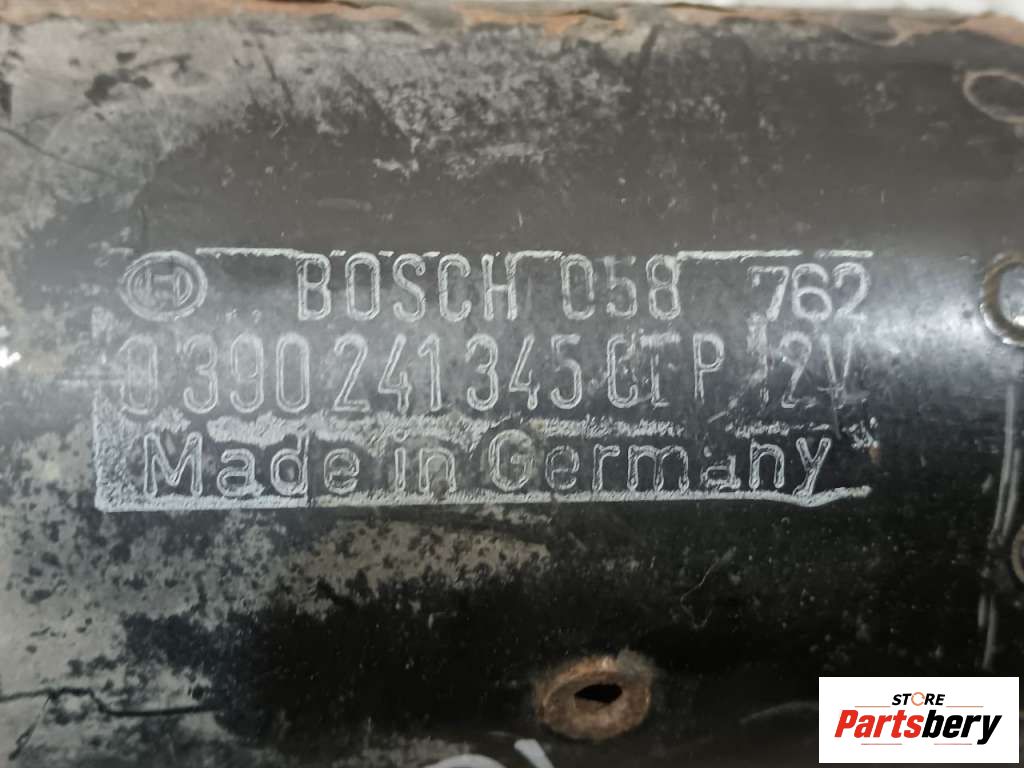 BOSCH 058 762
0 390 241 345 CTP 12V
Made in Germany
STORE
Partsbery